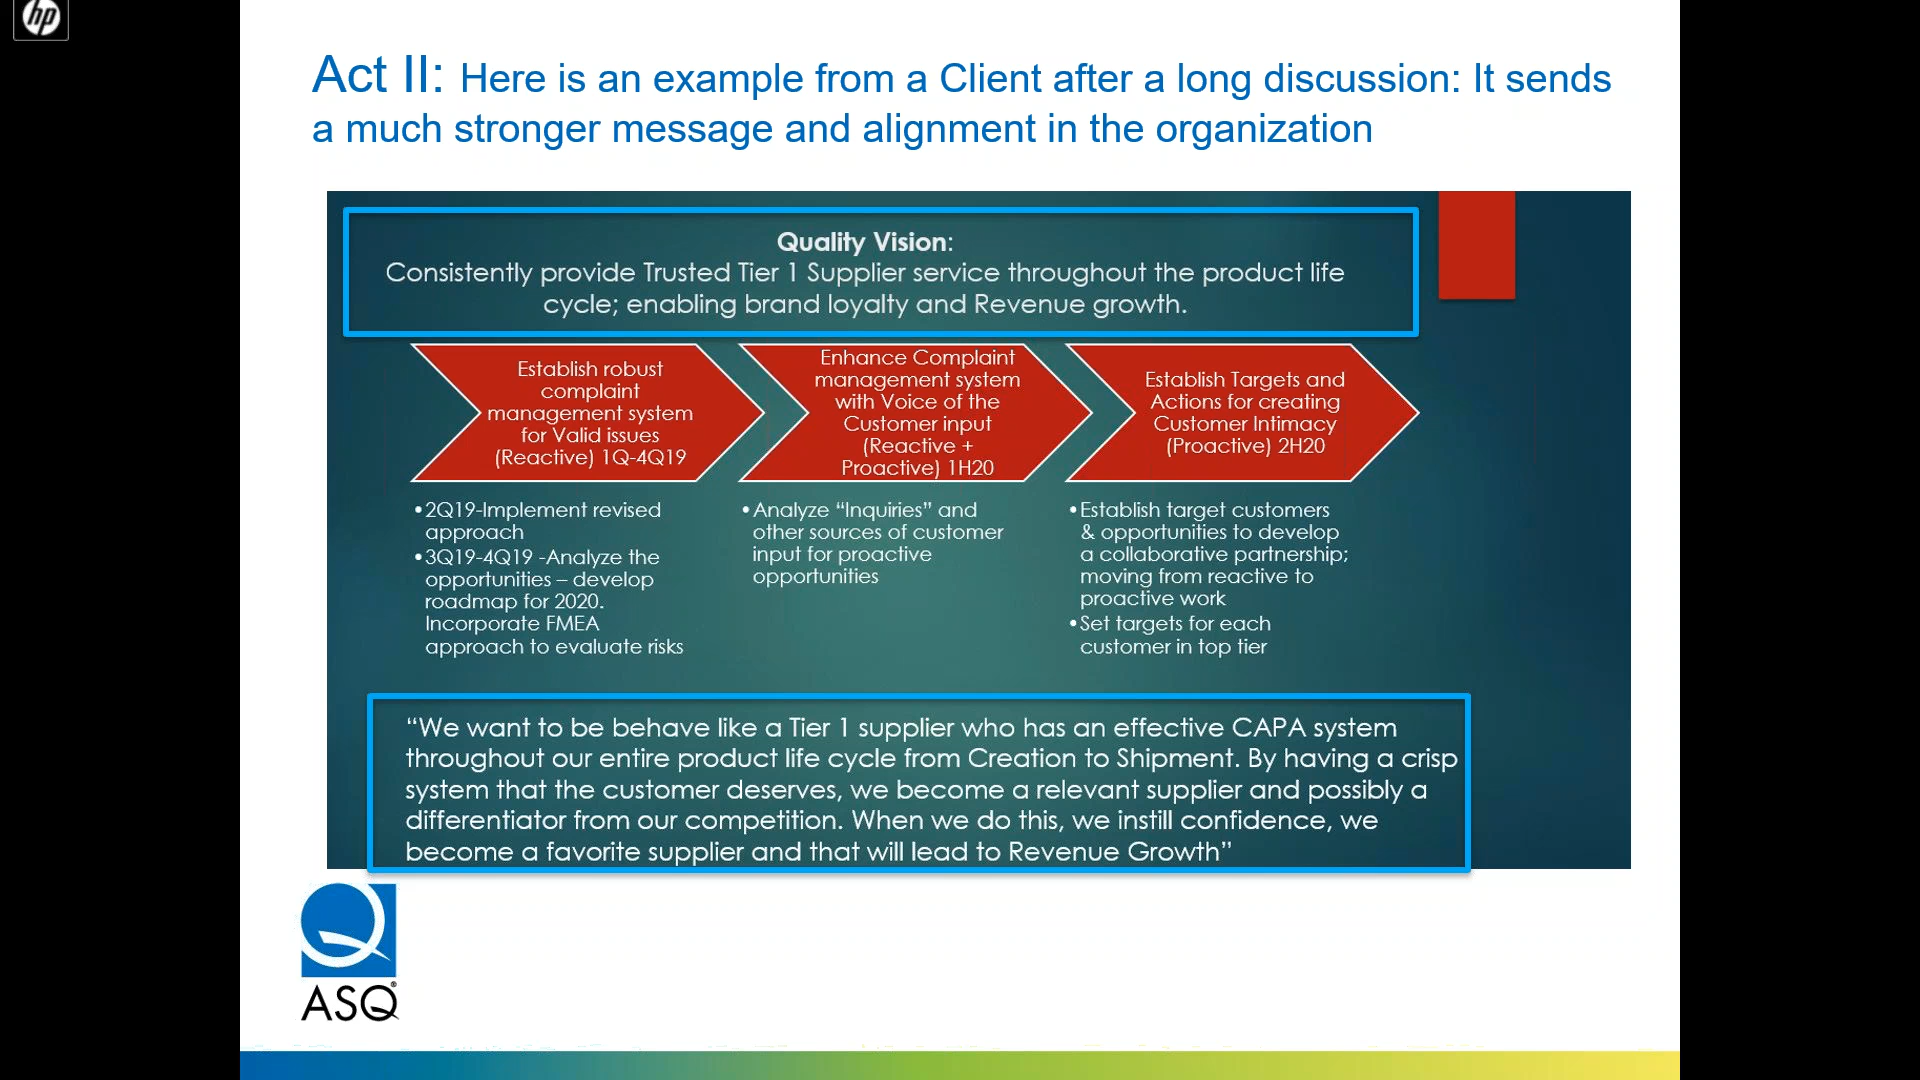 hp
Act II: Here is an example from a Client after a long discussion: It sends
a much stronger message and alignment in the organization
Quality Vision:
Consistently provide Trusted Tier 1 Supplier service throughout the product life
cycle; enabling brand loyalty and Revenue growth.
Establish robust
complaint
management system
for Valid issues
(Reactive) 1Q-4Q19
Enhance Complaint
management system
with Voice of the
Customer input
(Reactive +
Proactive) 1H20
Establish Targets and
Actions for creating
Customer Intimacy
(Proactive) 2H20
•2Q19-Implement revised
approach
•3Q19-4Q19 -Analyze the
opportunities – develop
roadmap for 2020.
Incorporate FMEA
approach to evaluate risks
•Analyze “Inquiries” and
other sources of customer
input for proactive
opportunities
•Establish target customers
& opportunities to develop
a collaborative partnership;
moving from reactive to
proactive work
•Set targets for each
customer in top tier
“We want to be behave like a Tier 1 supplier who has an effective CAPA system
throughout our entire product life cycle from Creation to Shipment. By having a crisp
system that the customer deserves, we become a relevant supplier and possibly a
differentiator from our competition. When we do this, we instill confidence, we
become a favorite supplier and that will lead to Revenue Growth”
ASQ®